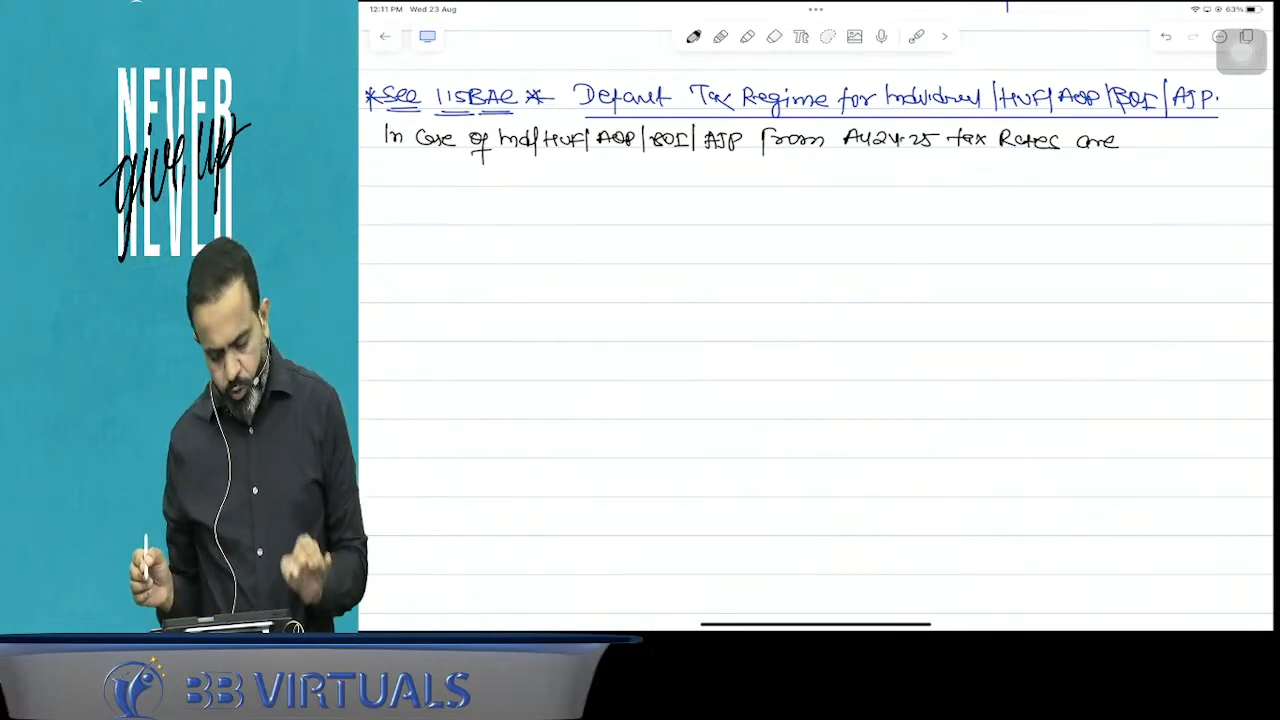 12:11 PM Wed 23 Aug
63%
NEVER
give up
NEVER
*Sec 115BAC* Default Tax Regime for Individual/HUF/AOP/BOI/AJP.
In case of Ind/HUF/AOP/BOI/AJP from AY24-25 tax Rates are
BB VIRTUALS